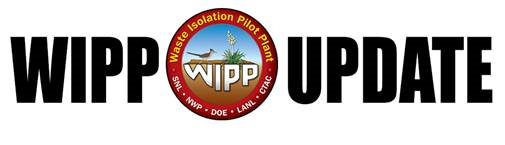 WIPP UPDATE
Waste Isolation Pilot Plant
WIPP
SNL • NWP • DOE • LANL • CTAC